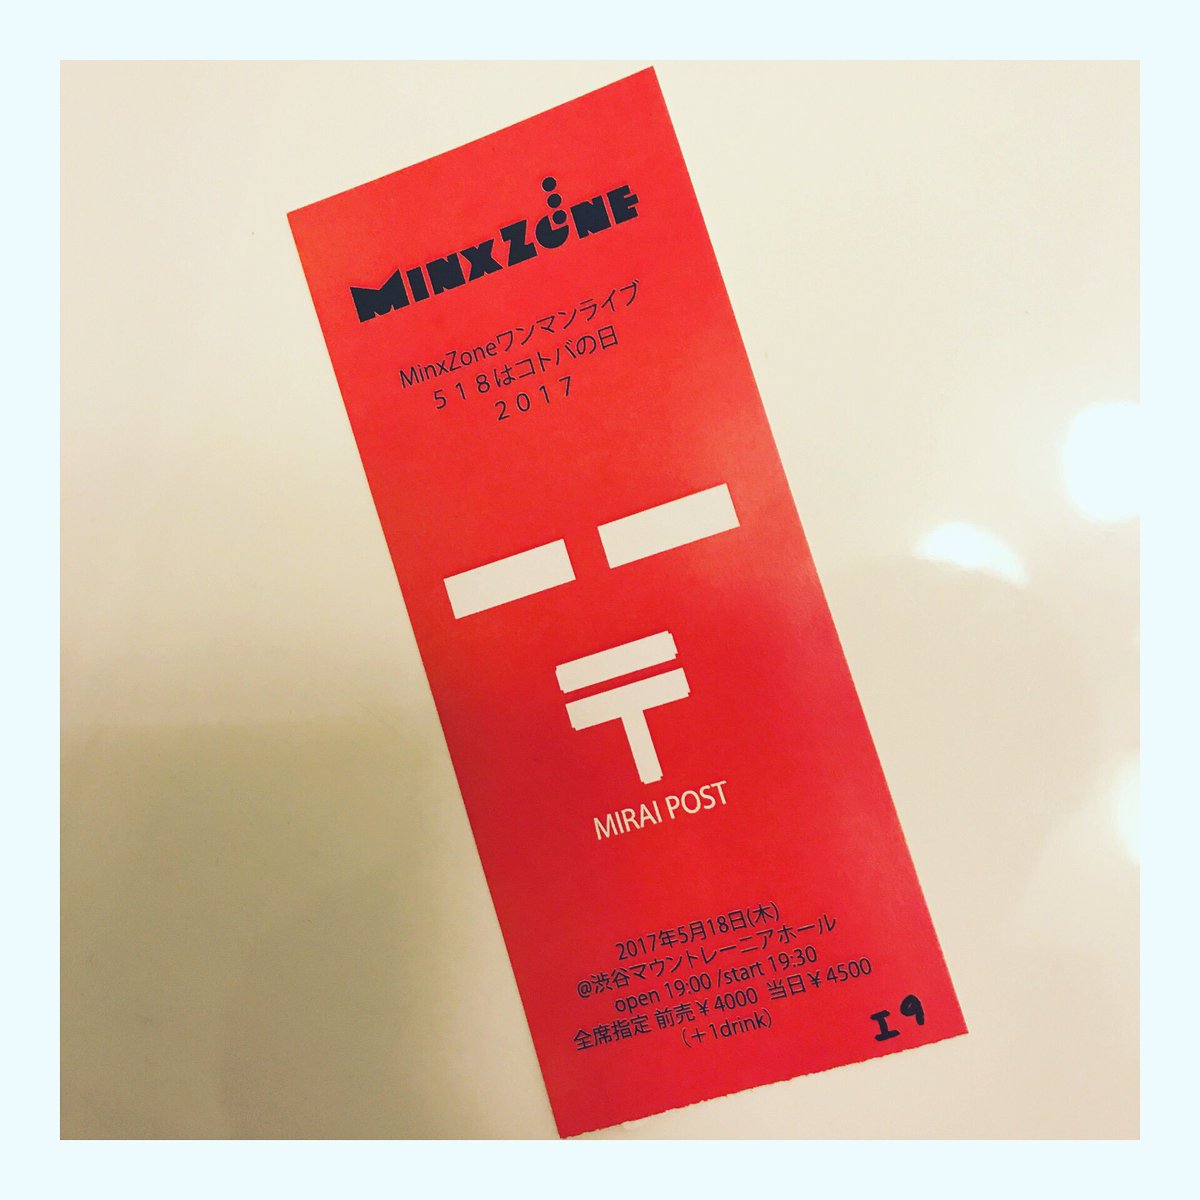 MINXZONE
MinxZoneワンマンライブ
５１８はコトバの日
２０１７
〒
MIRAI POST
2017年5月18日(木)
@渋谷マウントレーニアホール
open 19:00 /start 19:30
全席指定 前売￥4000 当日￥4500
(＋1drink)
I9